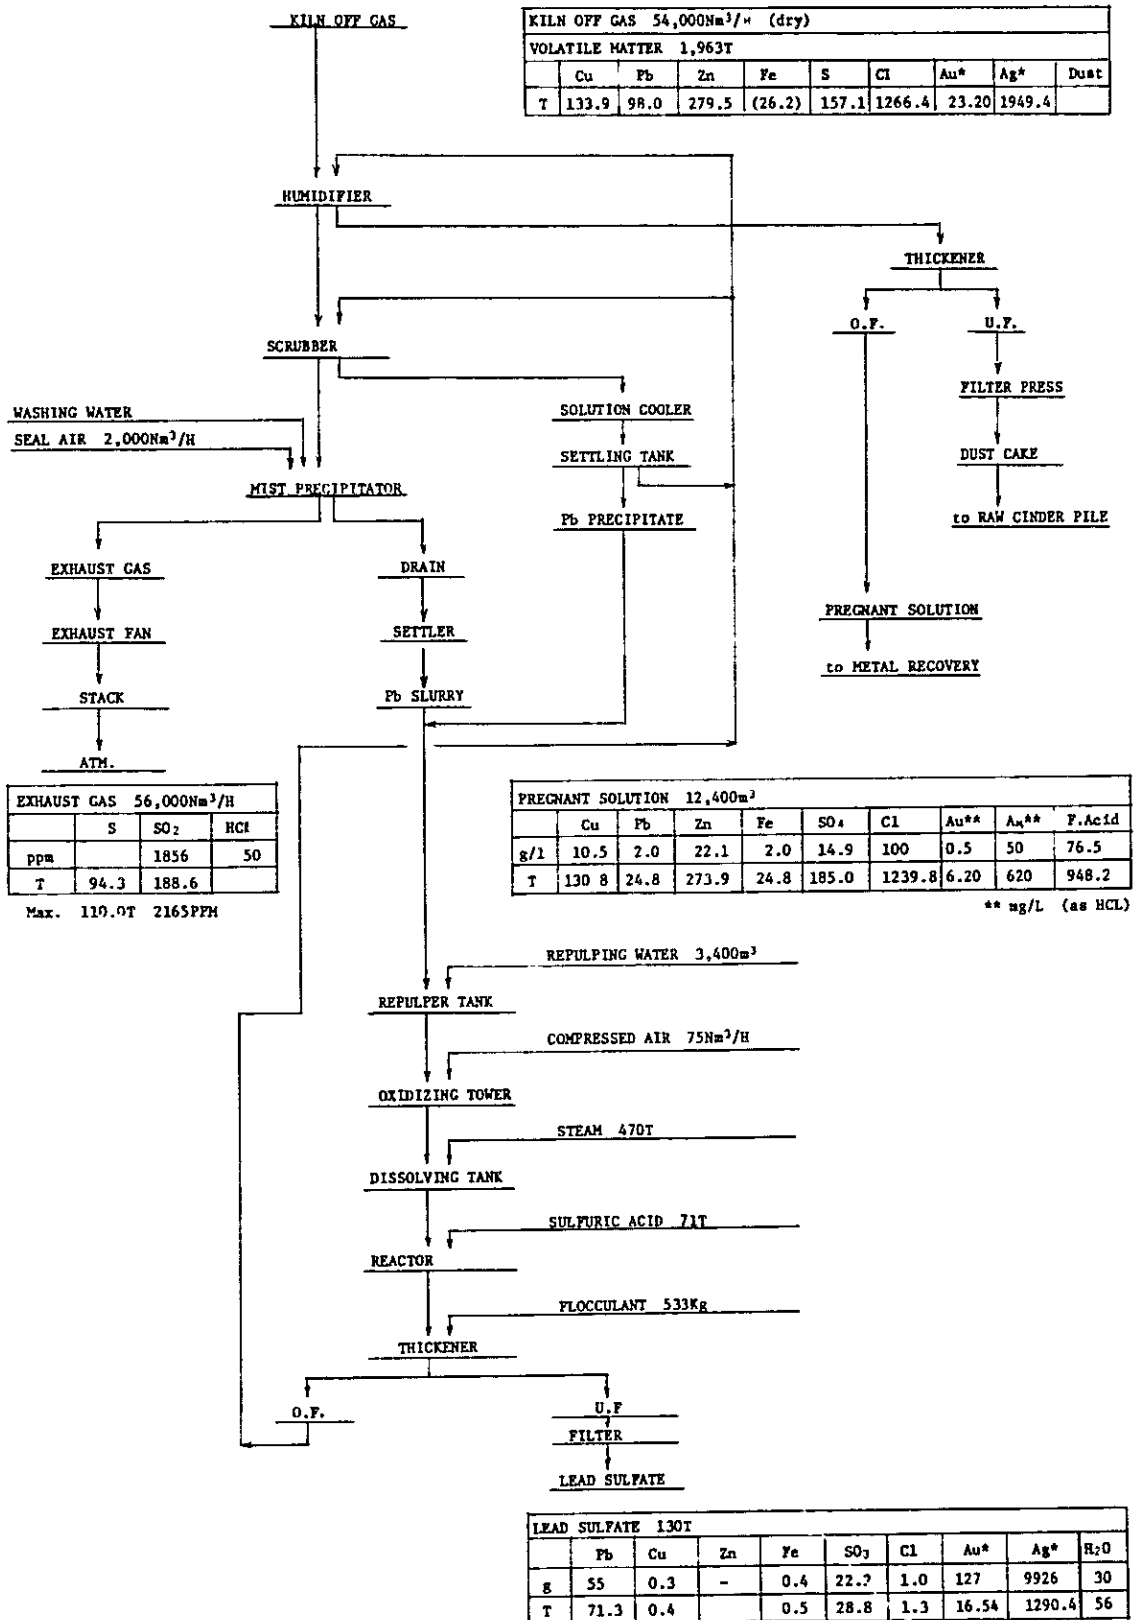 KILN OFF GAS
KILN OFF GAS 54,000Nm³/H (dry)
VOLATILE MATTER 1,963T
Cu Pb Zn Fe S Cl Au* Ag* Dust
T 133.9 98.0 279.5 (26.2) 157.1 1266.4 23.20 1949.4
HUMIDIFIER
THICKENER
O.F. U.F.
SCRUBBER
FILTER PRESS
WASHING WATER
SOLUTION COOLER
SEAL AIR 2,000Nm³/H
SETTLING TANK
DUST CAKE
MIST PRECIPITATOR
Pb PRECIPITATE
to RAW CINDER PILE
EXHAUST GAS
DRAIN
PREGNANT SOLUTION
EXHAUST FAN
SETTLER
to METAL RECOVERY
STACK
Pb SLURRY
ATM.
EXHAUST GAS 56,000Nm³/H
S SO₂ HCl
ppm 1856 50
T 94.3 188.6
Max. 110.0T 2165PPM
PREGNANT SOLUTION 12,400m³
Cu Pb Zn Fe SO₄ Cl Au** Ag** F.Acid
g/l 10.5 2.0 22.1 2.0 14.9 100 0.5 50 76.5
T 130 8 24.8 273.9 24.8 185.0 1239.8 6.20 620 948.2
** mg/L (as HCL)
REPULPING WATER 3,400m³
REPULPER TANK
COMPRESSED AIR 75Nm³/H
OXIDIZING TOWER
STEAM 470T
DISSOLVING TANK
SULFURIC ACID 71T
REACTOR
FLOCCULANT 533Kg
THICKENER
O.F. U.F
FILTER
LEAD SULFATE
LEAD SULFATE 130T
Pb Cu Zn Fe SO₃ Cl Au* Ag* H₂O
g 55 0.3 - 0.4 22.2 1.0 127 9926 30
T 71.3 0.4 0.5 28.8 1.3 16.54 1290.4 56